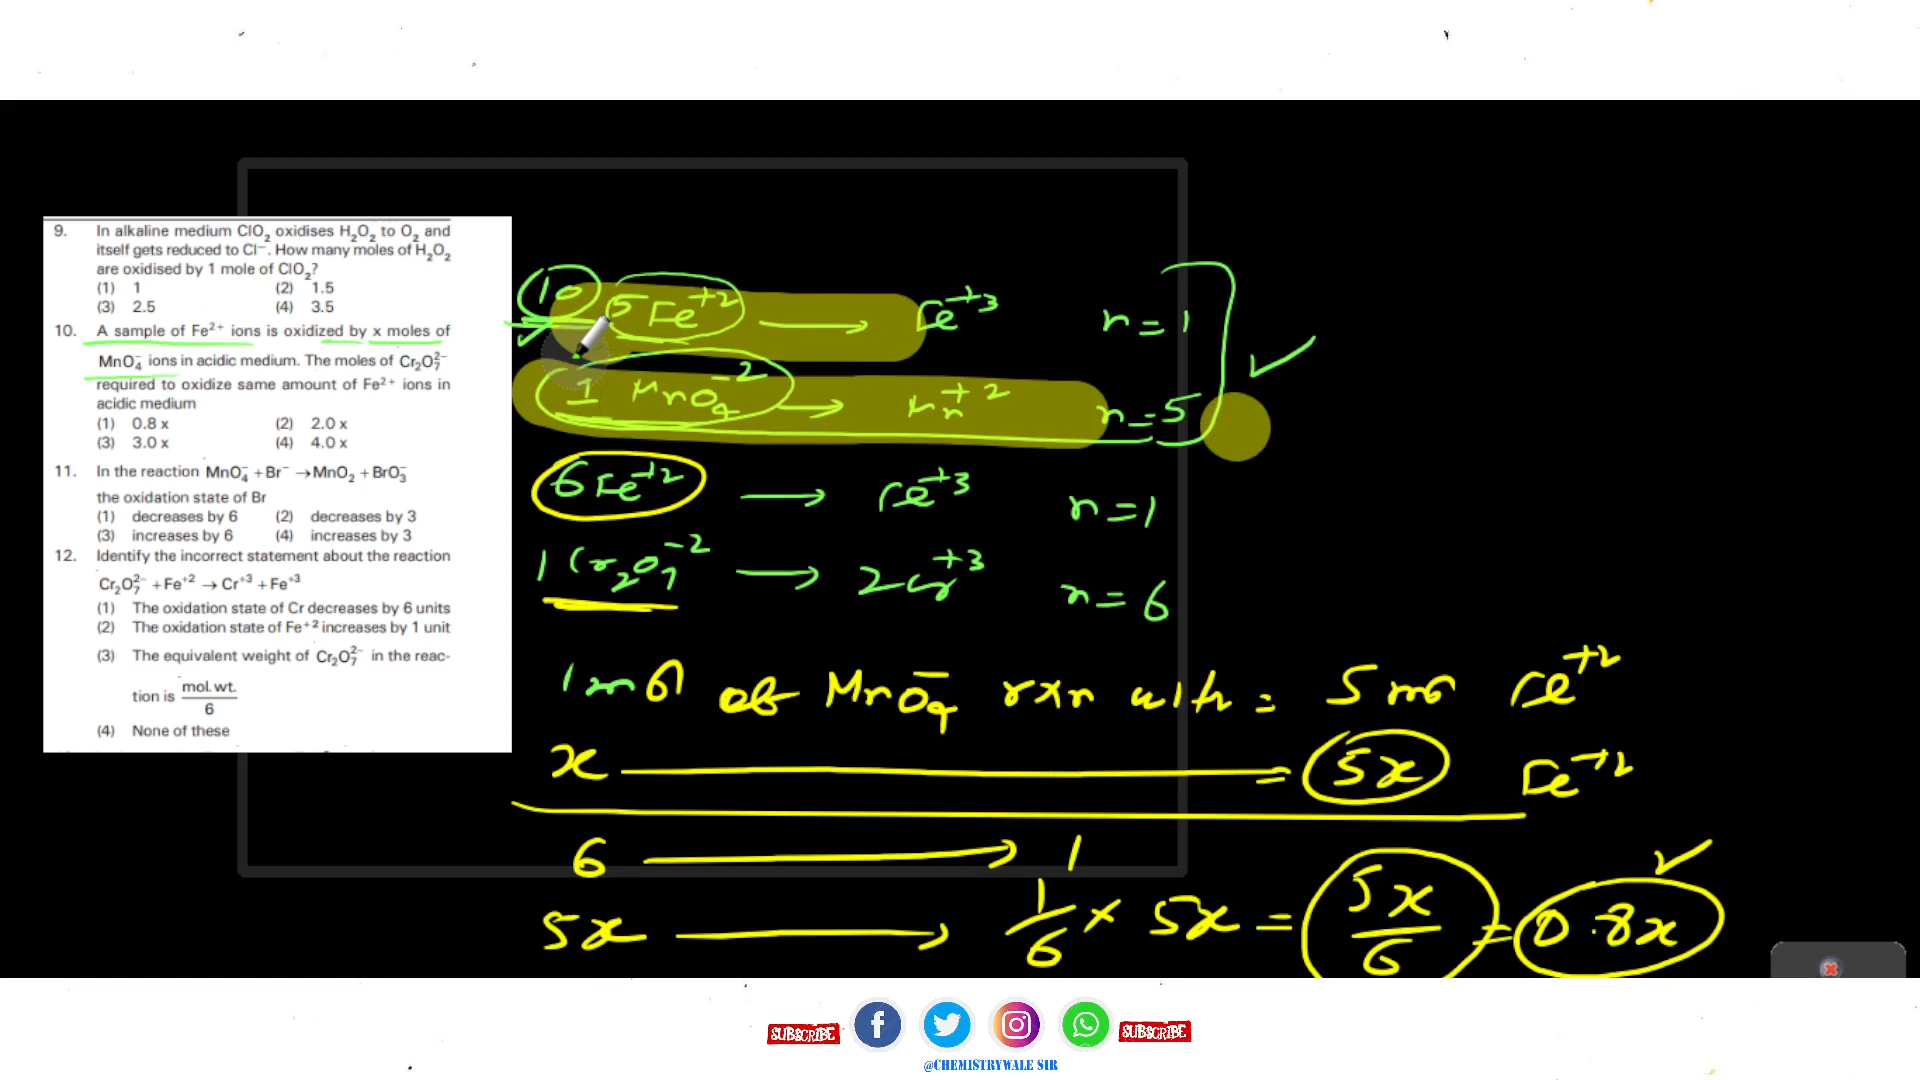 9. In alkaline medium ClO₂ oxidises H₂O₂ to O₂ and
itself gets reduced to Cl⁻. How many moles of H₂O₂
are oxidised by 1 mole of ClO₂?
(1) 1 (2) 1.5
(3) 2.5 (4) 3.5
10. A sample of Fe²⁺ ions is oxidized by x moles of
MnO₄⁻ ions in acidic medium. The moles of Cr₂O₇²⁻
required to oxidize same amount of Fe²⁺ ions in
acidic medium
(1) 0.8 x (2) 2.0 x
(3) 3.0 x (4) 4.0 x
11. In the reaction MnO₄⁻ + Br⁻ → MnO₂ + BrO₃⁻
the oxidation state of Br
(1) decreases by 6 (2) decreases by 3
(3) increases by 6 (4) increases by 3
12. Identify the incorrect statement about the reaction
Cr₂O₇²⁻ + Fe⁺² → Cr⁺³ + Fe⁺³
(1) The oxidation state of Cr decreases by 6 units
(2) The oxidation state of Fe⁺² increases by 1 unit
(3) The equivalent weight of Cr₂O₇²⁻ in the reac-
tion is mol.wt./6
(4) None of these
10 5Fe⁺² → Fe⁺³ n=1
1 MnO₄⁻² → Mn⁺² n=5
6Fe⁺² → Fe⁺³ n=1
1 Cr₂O₇⁻² → 2Cr⁺³ n=6
1 mol of MnO₄⁻ rxn with = 5 mol Fe⁺²
x = 5x Fe⁺²
6 → 1
5x → 1/6 × 5x = 5x/6 = 0.8x
SUBSCRIBE
SUBSCRIBE
@CHEMISTRYWALE SIR